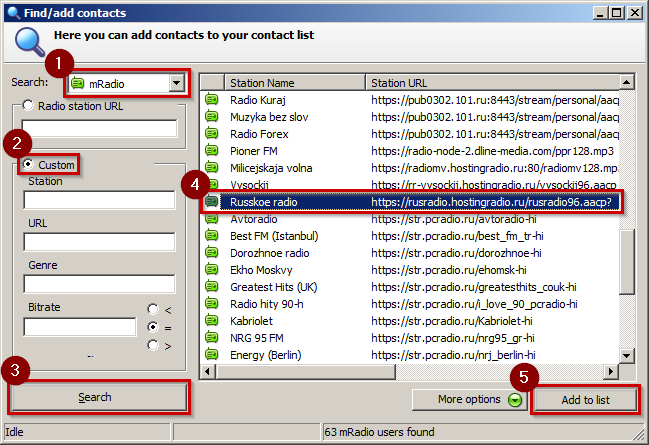 Find/add contacts
Here you can add contacts to your contact list
1
Search: mRadio
Radio station URL
2
Custom
Station
URL
Genre
Bitrate
<
=
>
3
Search
Station Name Station URL
Radio Kuraj https://pub0302.101.ru:8443/stream/personal/aacp
Muzyka bez slov https://pub0302.101.ru:8443/stream/personal/aacp
Radio Forex https://pub0302.101.ru:8443/stream/personal/aacp
Pioner FM https://radio-node-2.dline-media.com/ppr128.mp3
Milicejskaja volna https://radiomv.hostingradio.ru:80/radiomv128.mp
Vysockij https://rr-vysockij.hostingradio.ru/vysockij96.aacp
4
Russkoe radio https://rusradio.hostingradio.ru/rusradio96.aacp?
Avtoradio https://str.pcradio.ru/avtoradio-hi
Best FM (Istanbul) https://str.pcradio.ru/best_fm_tr-hi
Dorozhnoe radio https://str.pcradio.ru/dorozhnoe-hi
Ekho Moskvy https://str.pcradio.ru/ehomsk-hi
Greatest Hits (UK) https://str.pcradio.ru/greatesthits_couk-hi
Radio hity 90-h https://str.pcradio.ru/i_love_90_pcradio-hi
Kabriolet https://str.pcradio.ru/kabriolet-hi
NRG 95 FM https://str.pcradio.ru/nrg95_gr-hi
Energy (Berlin) https://str.pcradio.ru/nrj_berlin-hi
5
More options Add to list
Idle 63 mRadio users found